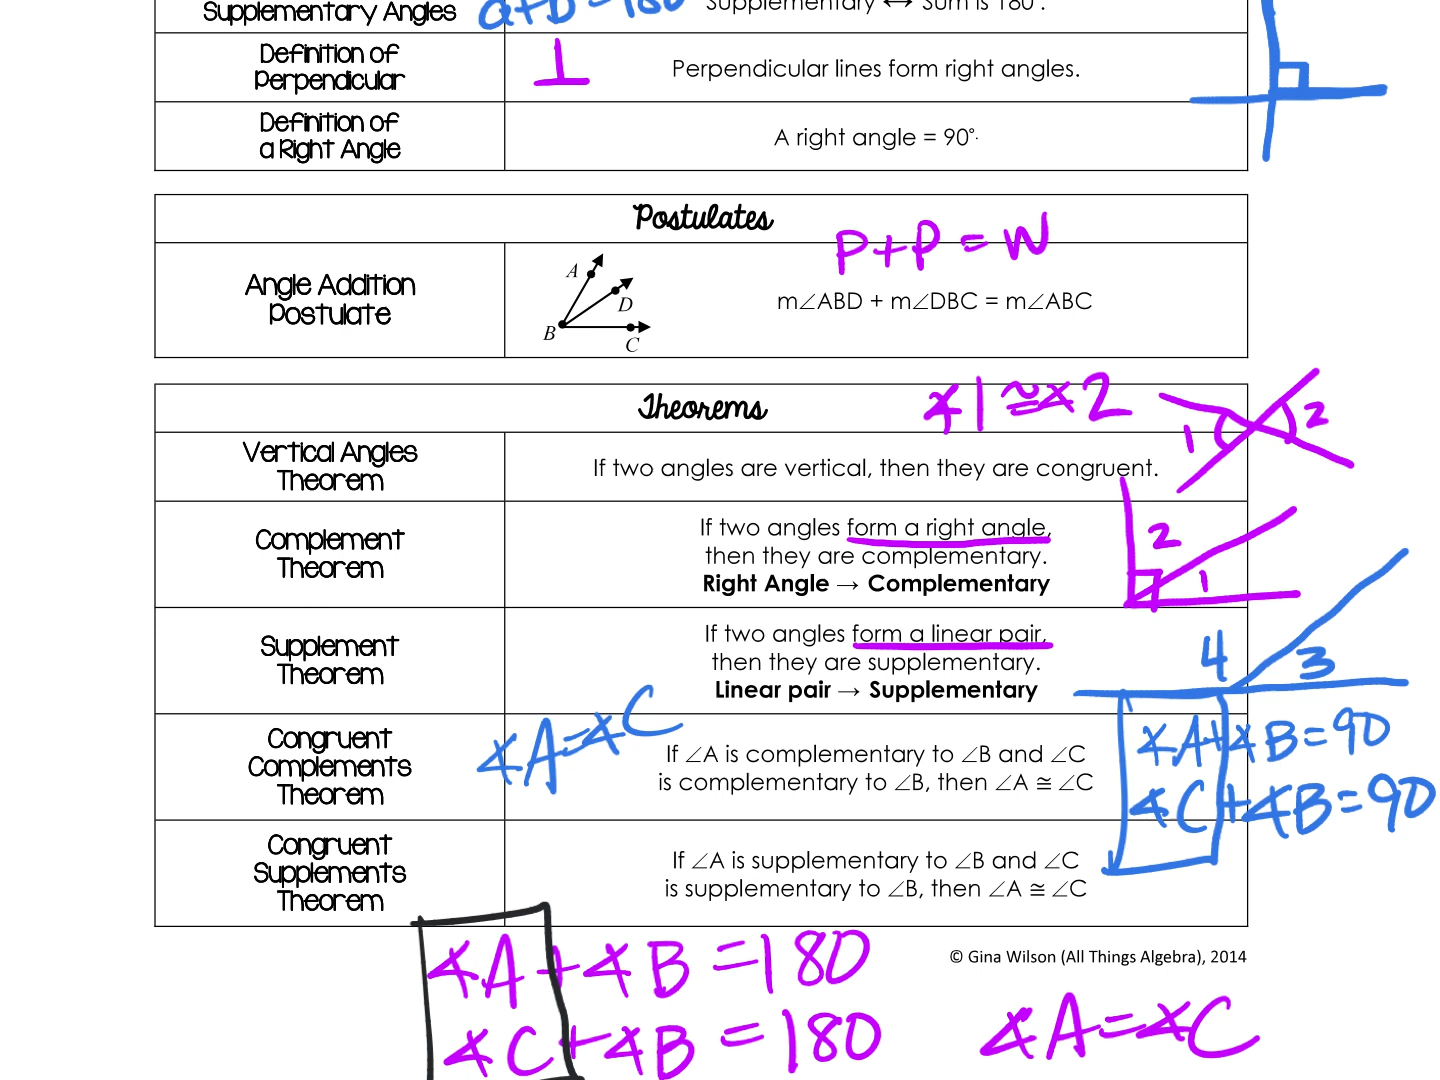 Supplementary Angles a+b=180 Supplementary ↔ Sum is 180°.
Definition of
Perpendicular
⊥ Perpendicular lines form right angles.
Definition of
a Right Angle
A right angle = 90°.
Postulates
P+P=W
Angle Addition
Postulate
A
D
B
C
m∠ABD + m∠DBC = m∠ABC
Theorems
∡1≅∡2
1 2
Vertical Angles
Theorem
If two angles are vertical, then they are congruent.
Complement
Theorem
If two angles form a right angle,
then they are complementary.
Right Angle → Complementary
2
1
Supplement
Theorem
If two angles form a linear pair,
then they are supplementary.
Linear pair → Supplementary
4 3
Congruent
Complements
Theorem
∡A=∡C
If ∠A is complementary to ∠B and ∠C
is complementary to ∠B, then ∠A ≅ ∠C
∡A+∡B=90
∡C+∡B=90
Congruent
Supplements
Theorem
If ∠A is supplementary to ∠B and ∠C
is supplementary to ∠B, then ∠A ≅ ∠C
© Gina Wilson (All Things Algebra), 2014
∡A+∡B=180
∡C+∡B=180
∡A=∡C